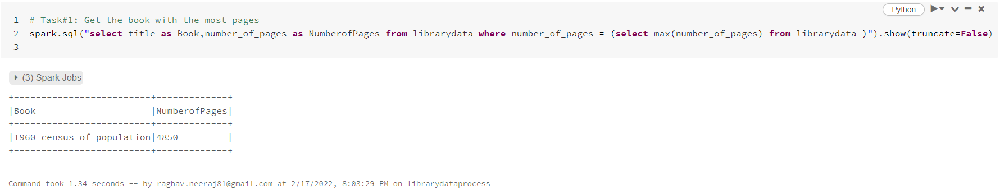 Python
1 # Task#1: Get the book with the most pages
2 spark.sql("select title as Book,number_of_pages as NumberofPages from librarydata where number_of_pages = (select max(number_of_pages) from librarydata )").show(truncate=False)
3
(3) Spark Jobs
+-------------------------+-------------+
|Book                     |NumberofPages|
+-------------------------+-------------+
|1960 census of population|4850         |
+-------------------------+-------------+
Command took 1.34 seconds -- by raghav.neeraj81@gmail.com at 2/17/2022, 8:03:29 PM on librarydataprocess